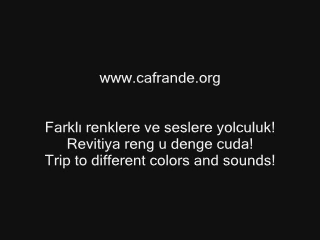 www.cafrande.org
Farklı renklere ve seslere yolculuk!
Revitiya reng u denge cuda!
Trip to different colors and sounds!